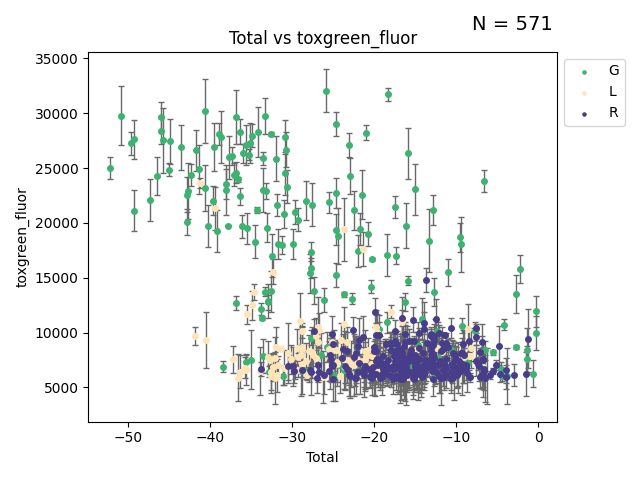 N = 571
Total vs toxgreen_fluor
35000
30000
25000
20000
15000
10000
5000
toxgreen_fluor
−50
−40
−30
−20
−10
0
Total
G
L
R